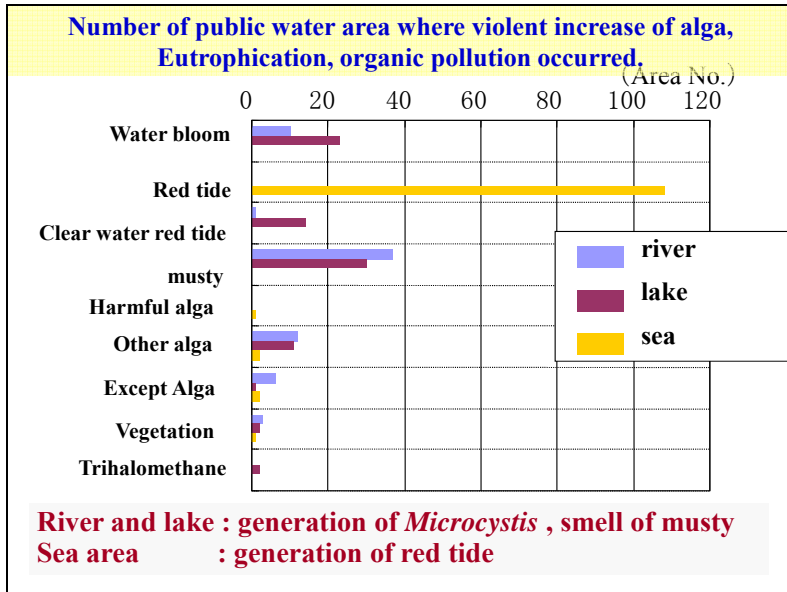 Number of public water area where violent increase of alga,
Eutrophication, organic pollution occurred.
(Area No.)
0 20 40 60 80 100 120
Water bloom
Red tide
Clear water red tide
musty
Harmful alga
Other alga
Except Alga
Vegetation
Trihalomethane
river
lake
sea
River and lake : generation of Microcystis , smell of musty
Sea area : generation of red tide